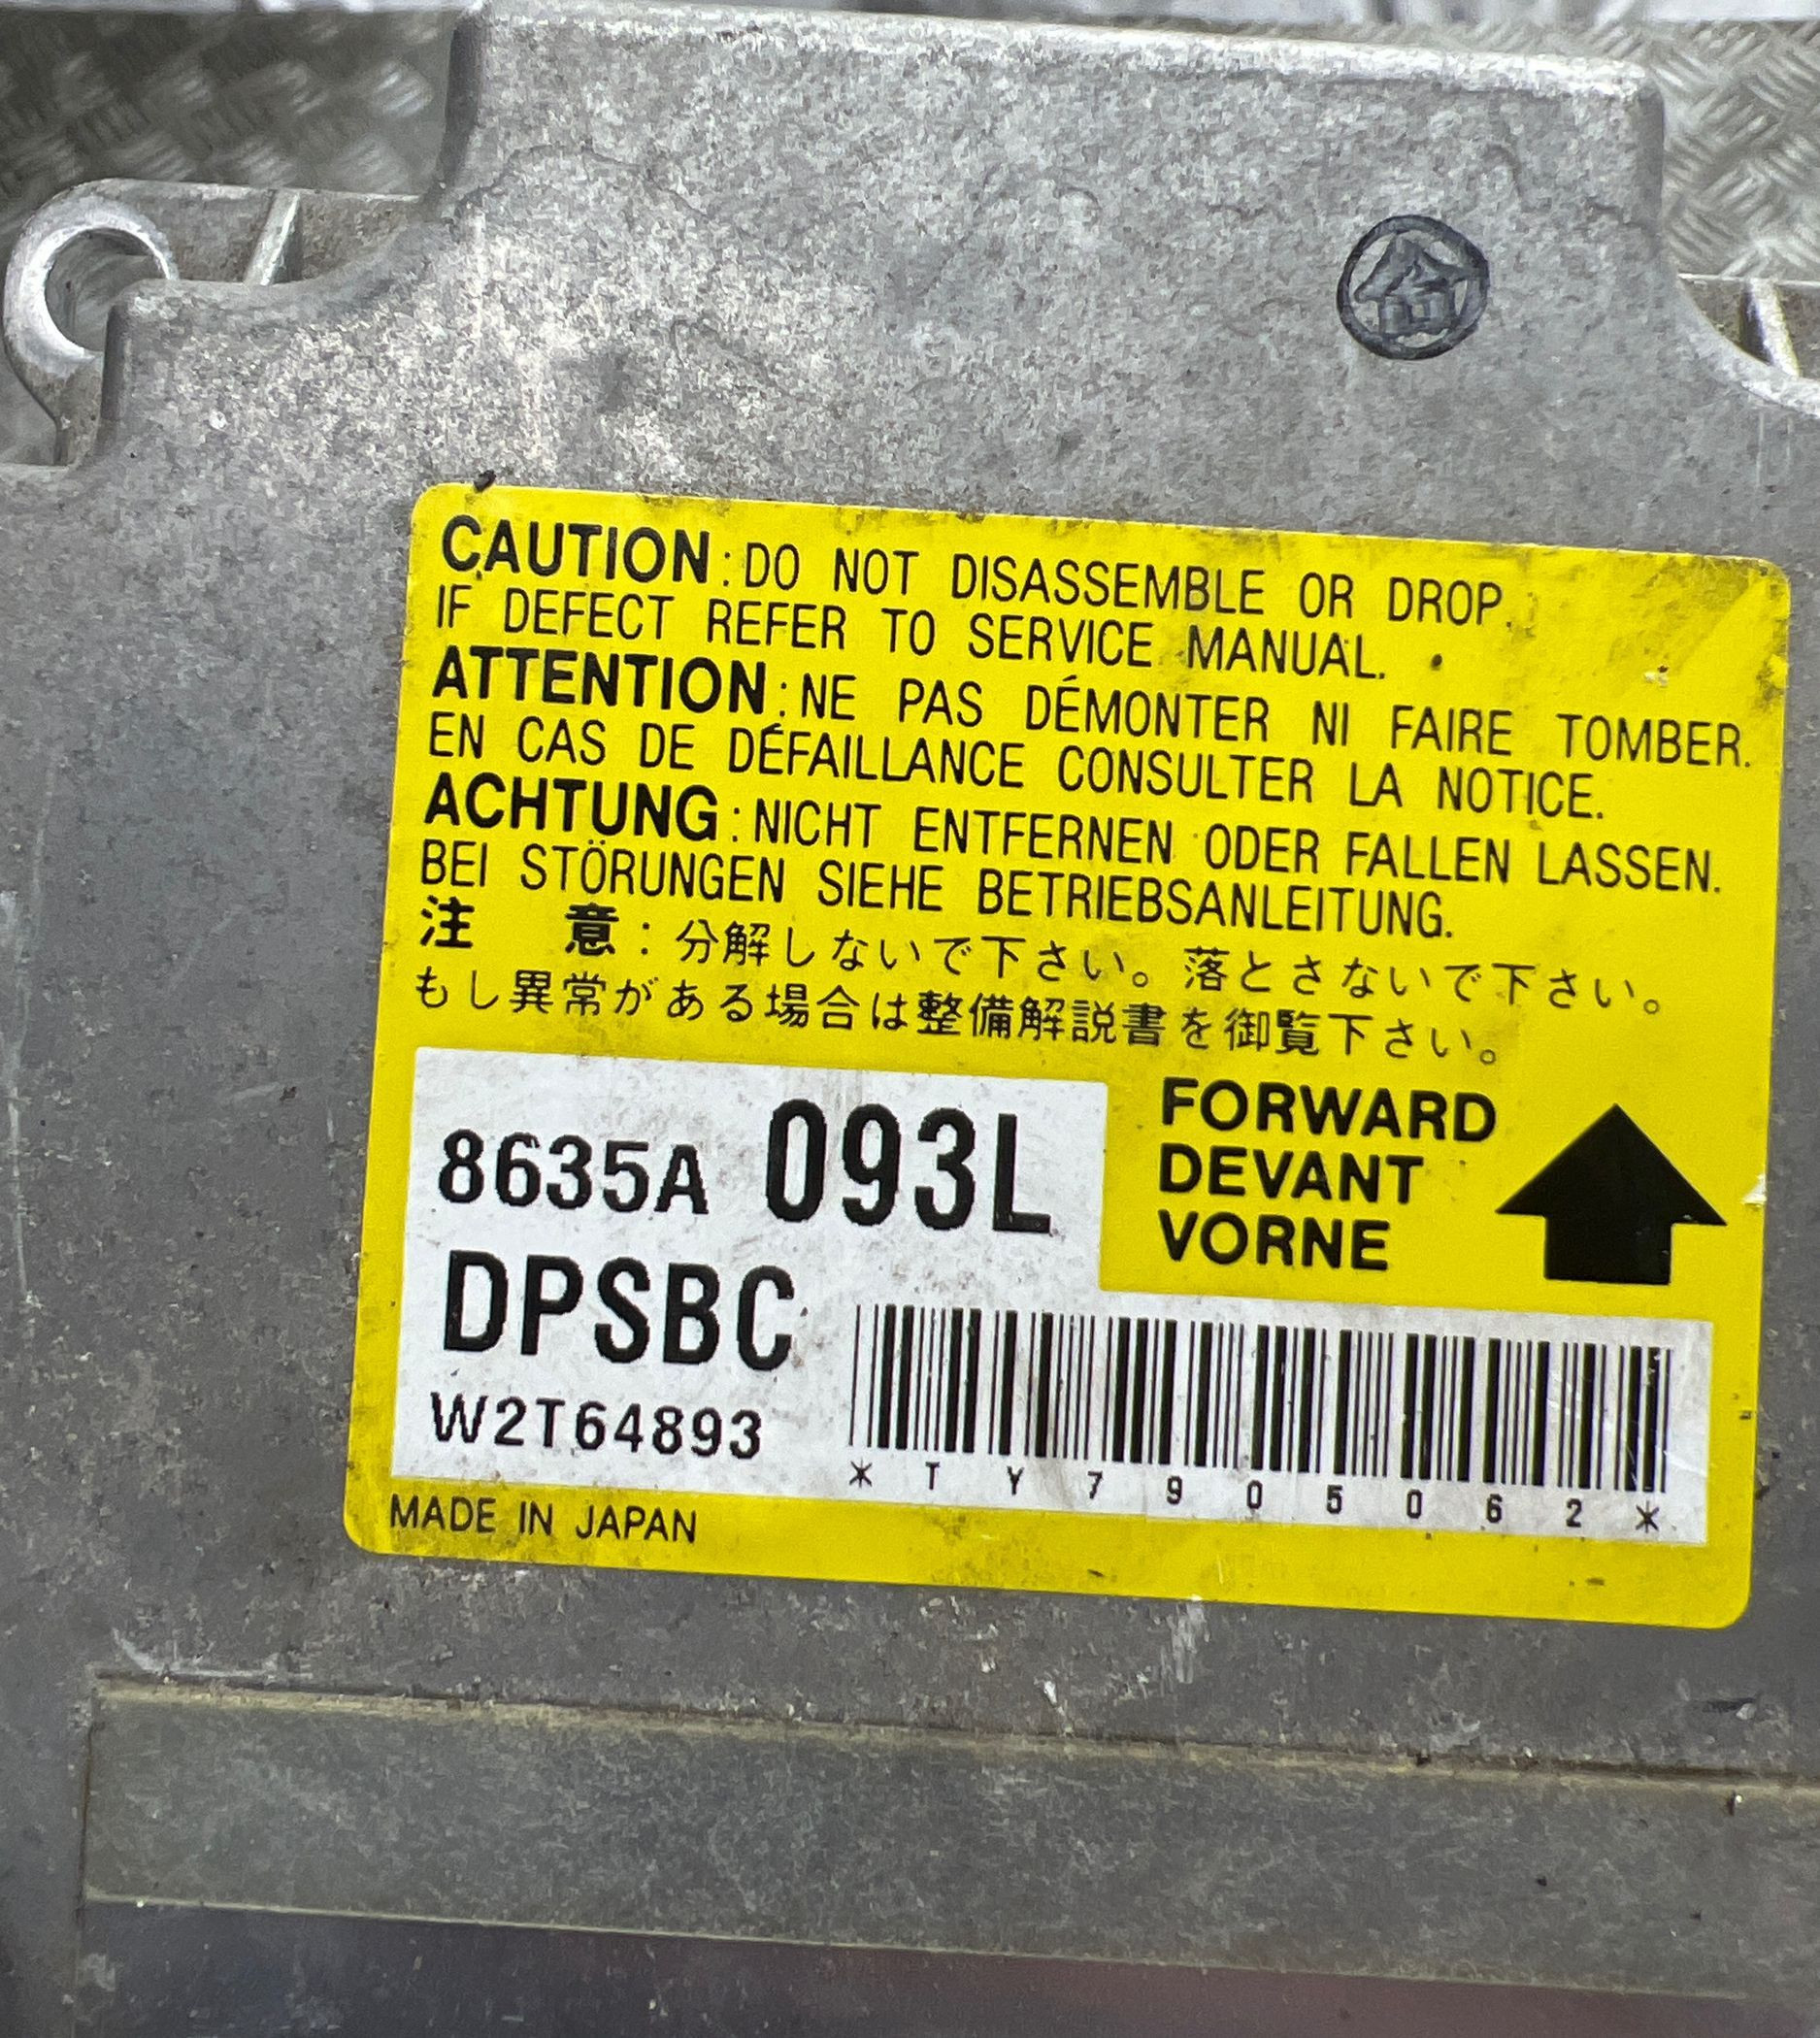 CAUTION:DO NOT DISASSEMBLE OR DROP.
IF DEFECT REFER TO SERVICE MANUAL.
ATTENTION:NE PAS DÉMONTER NI FAIRE TOMBER.
EN CAS DE DÉFAILLANCE CONSULTER LA NOTICE.
ACHTUNG:NICHT ENTFERNEN ODER FALLEN LASSEN.
BEI STÖRUNGEN SIEHE BETRIEBSANLEITUNG.
注 意:分解しないで下さい。落とさないで下さい。
もし異常がある場合は整備解説書を御覧下さい。
8635A 093L
FORWARD
DEVANT
VORNE
DPSBC
W2T64893
*TY7905062*
MADE IN JAPAN